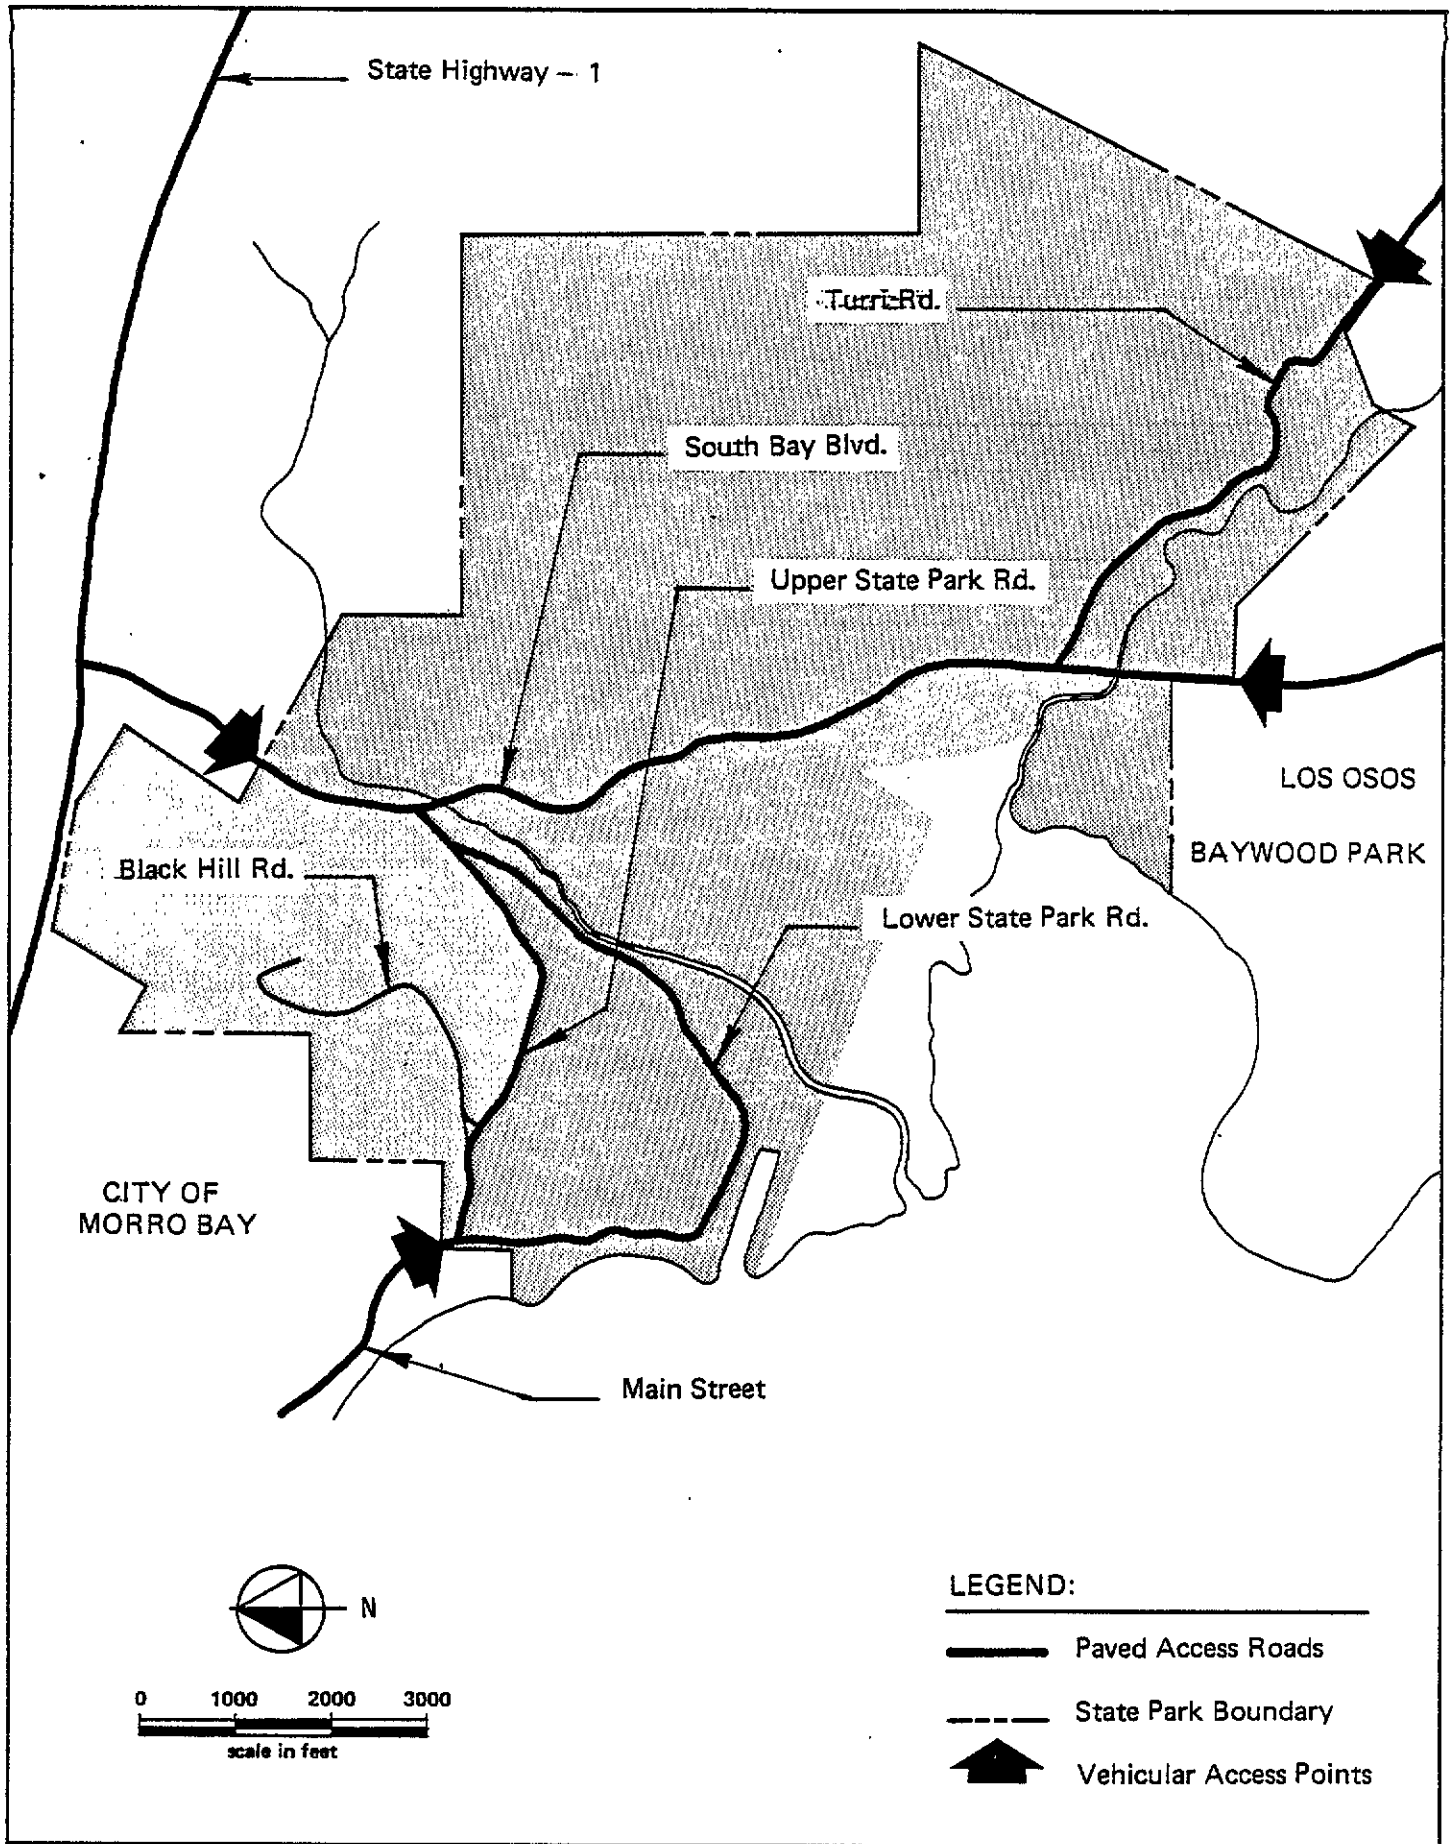 State Highway - 1
Turri Rd.
South Bay Blvd.
Upper State Park Rd.
LOS OSOS
BAYWOOD PARK
Black Hill Rd.
Lower State Park Rd.
CITY OF
MORRO BAY
Main Street
N
0 1000 2000 3000
scale in feet
LEGEND:
Paved Access Roads
State Park Boundary
Vehicular Access Points